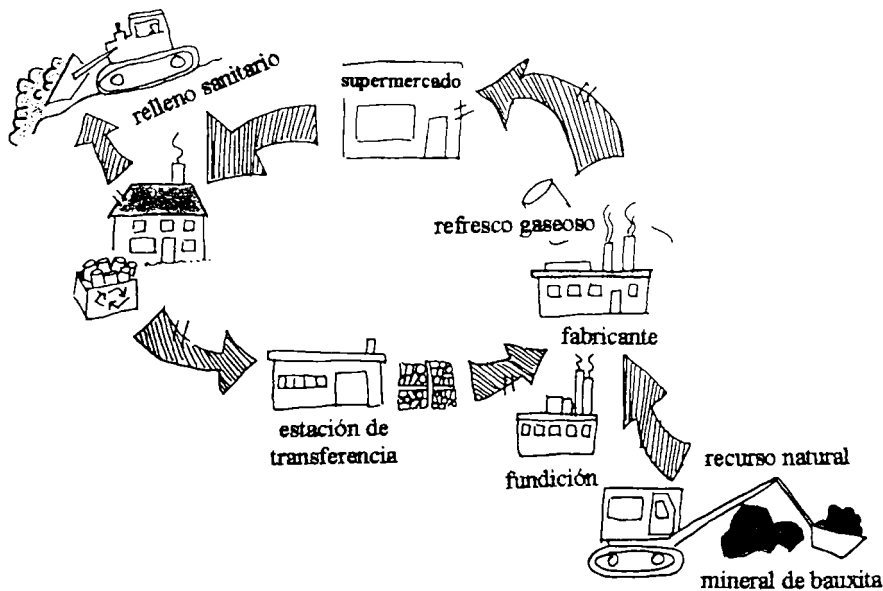 relleno sanitario
supermercado
refresco gaseoso
fabricante
estación de
transferencia
fundición
recurso natural
mineral de bauxita